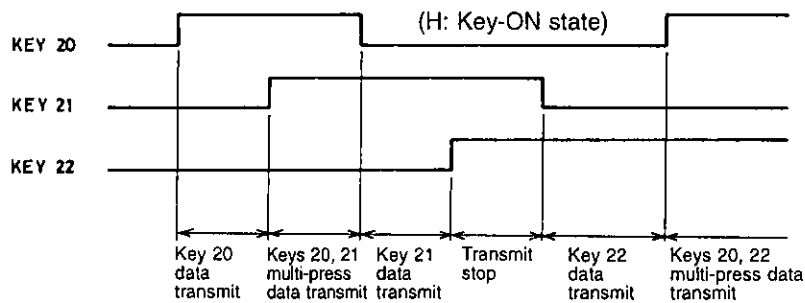 (H: Key-ON state)
KEY 20
KEY 21
KEY 22
Key 20
data
transmit
Keys 20, 21
multi-press
data transmit
Key 21
data
transmit
Transmit
stop
Key 22
data
transmit
Keys 20, 22
multi-press data
transmit